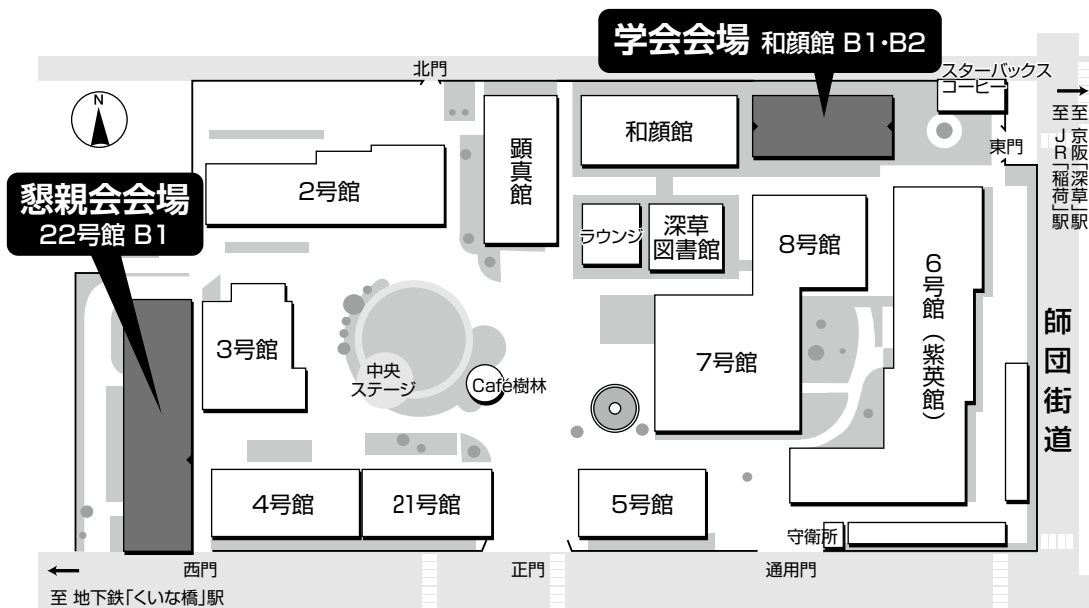 学会会場 和顔館 B1・B2
北門
スターバックス
コーヒー
N
顕真館
和顔館
東門
至 京阪「深草」駅
至 JR「稲荷」駅
2号館
懇親会会場
22号館 B1
ラウンジ
深草
図書館
8号館
6号館(紫英館)
3号館
中央
ステージ
Café樹林
7号館
師団街道
4号館
21号館
5号館
守衛所
西門
正門
通用門
至 地下鉄「くいな橋」駅